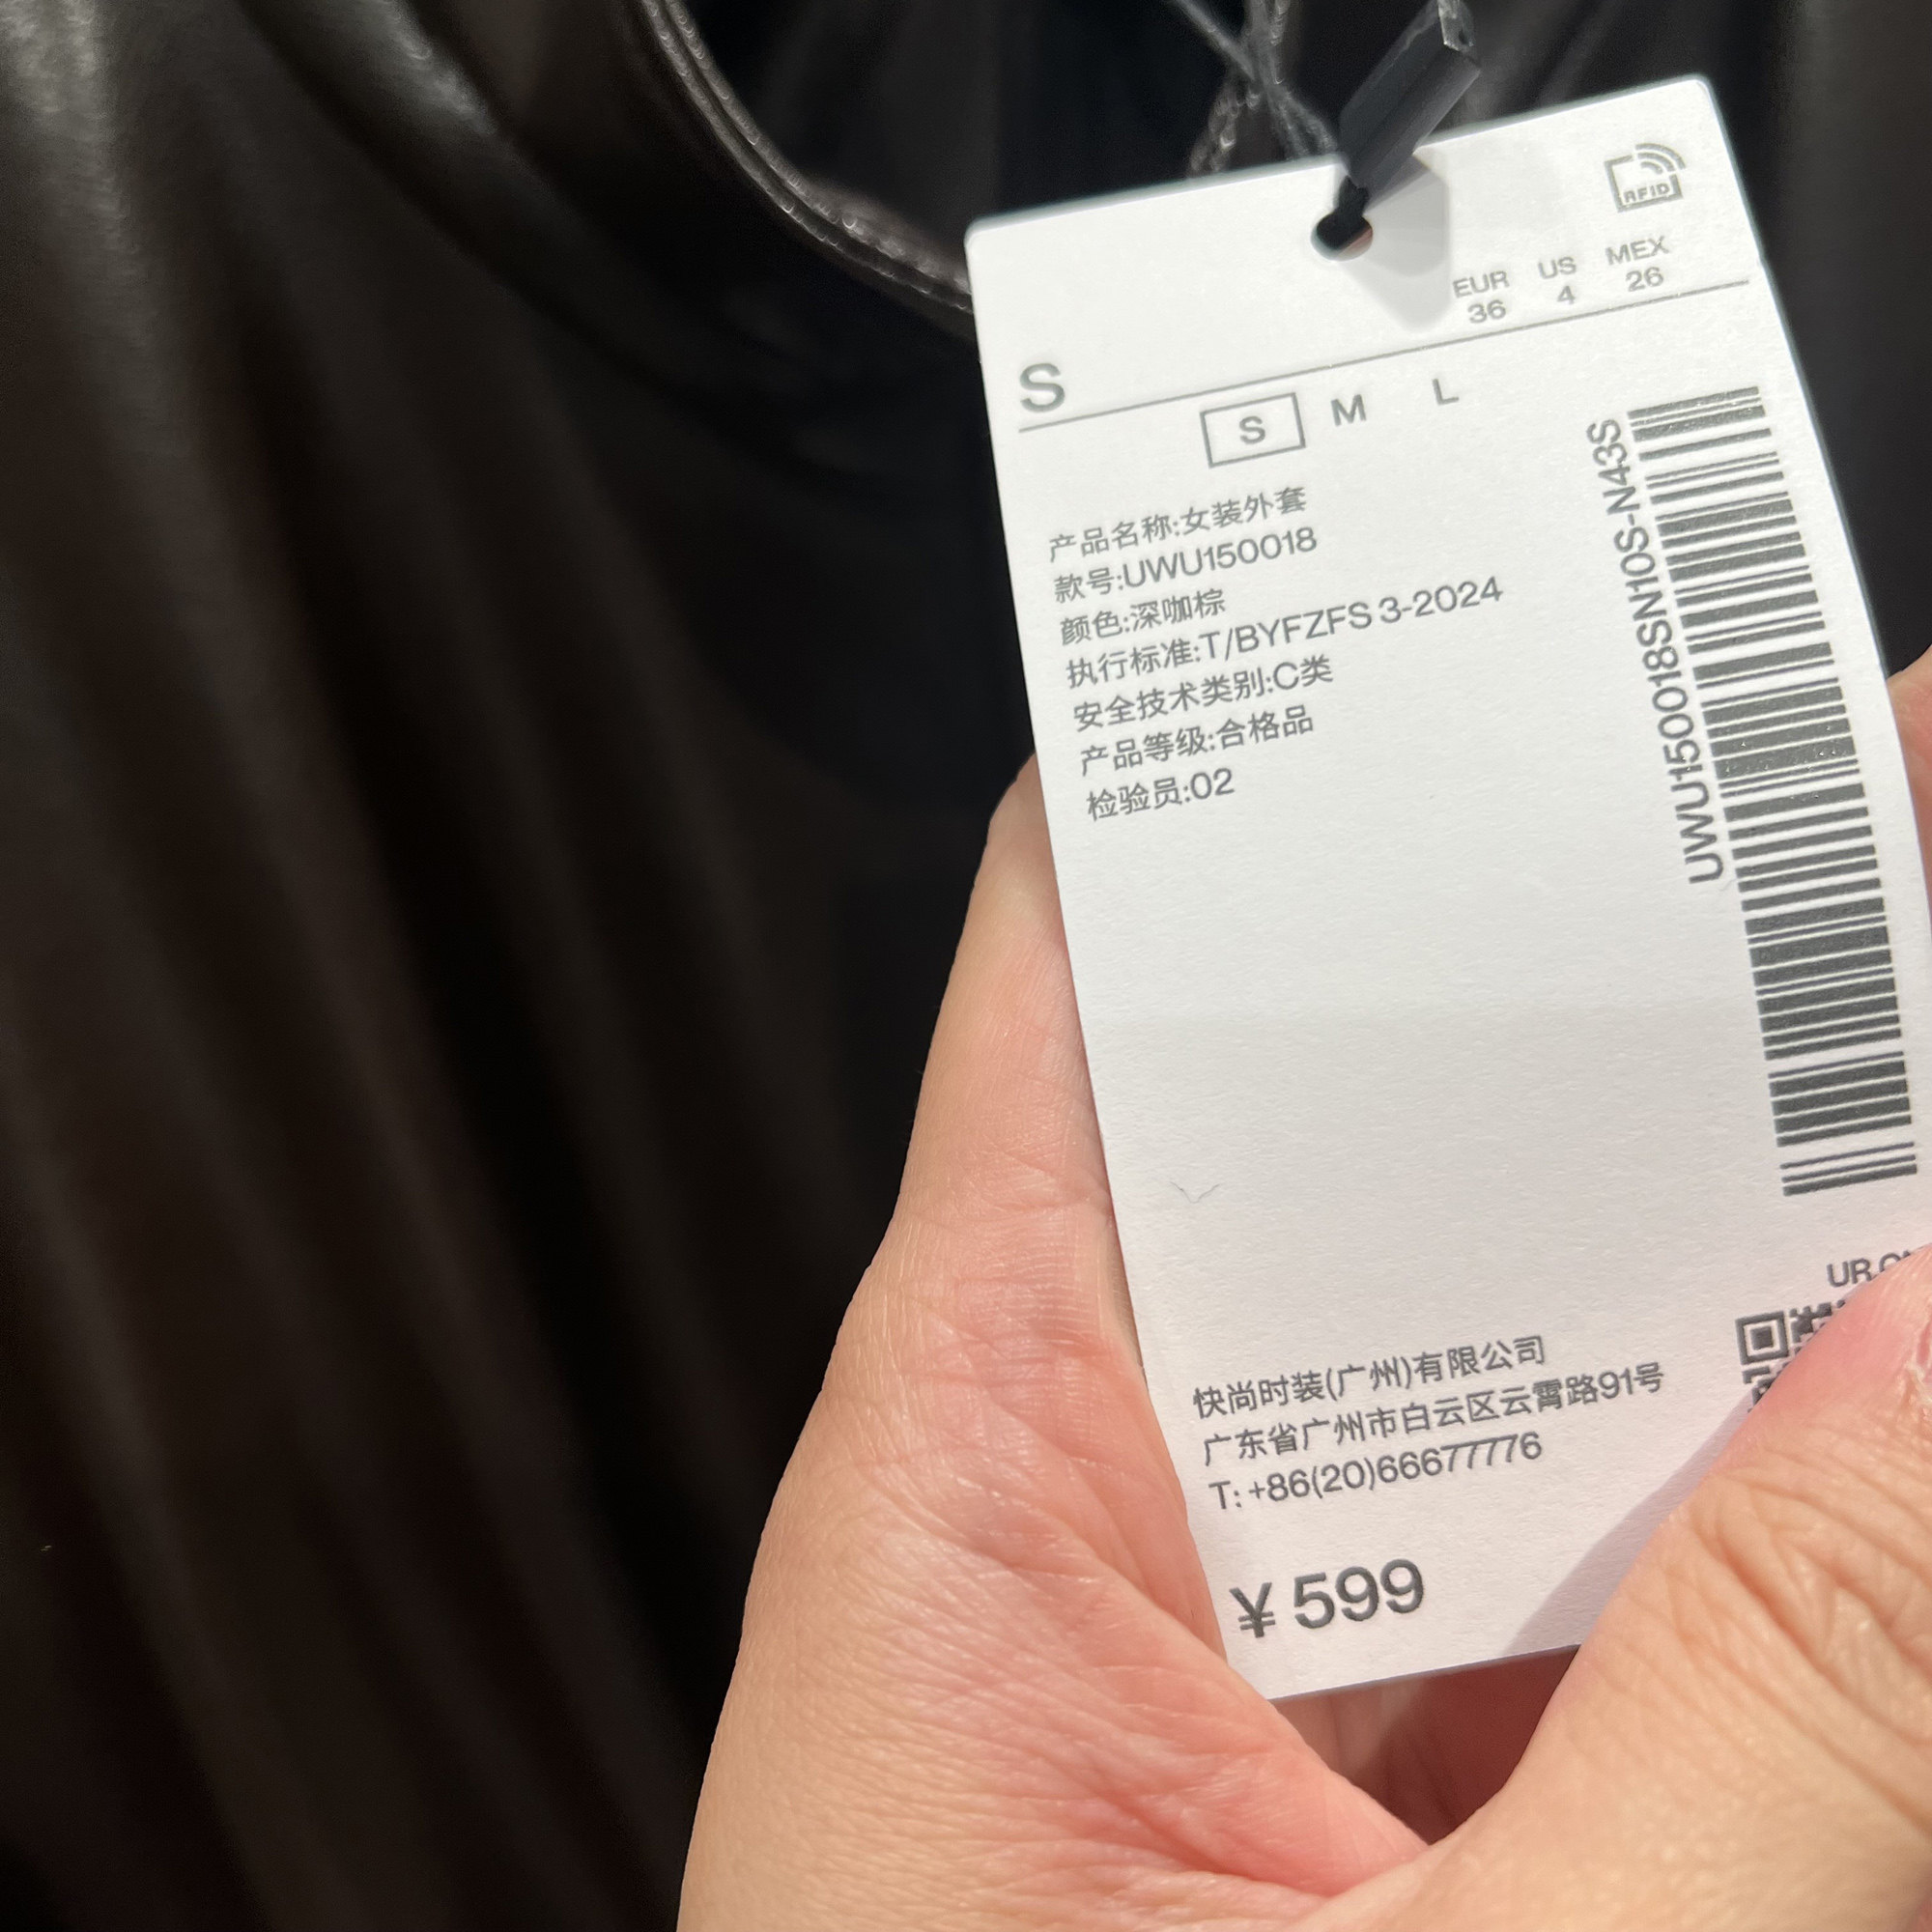 RFID
EUR US MEX
36 4 26
S
S M L
产品名称:女装外套
款号:UWU150018
颜色:深咖棕
执行标准:T/BYFZFS 3-2024
安全技术类别:C类
产品等级:合格品
检验员:02
UWU150018SN10S-N43S
UR
快尚时装(广州)有限公司
广东省广州市白云区云霄路91号
T: +86(20)66677776
¥ 599